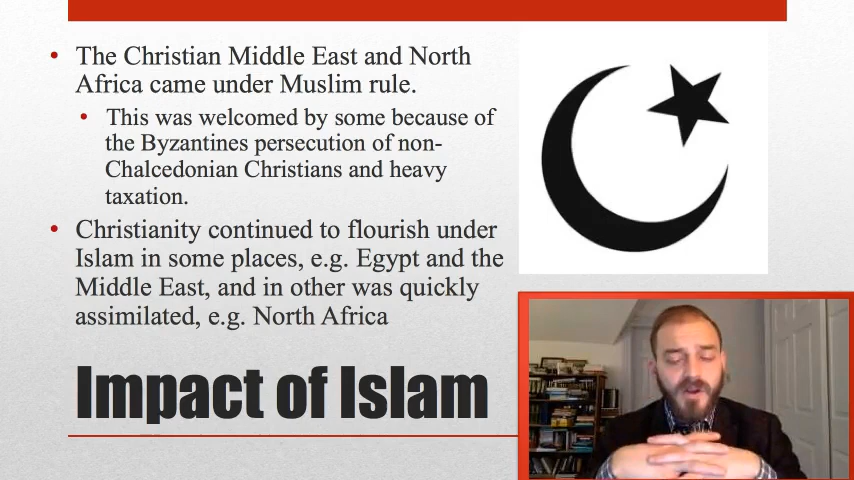 • The Christian Middle East and North
Africa came under Muslim rule.
• This was welcomed by some because of
the Byzantines persecution of non-
Chalcedonian Christians and heavy
taxation.
• Christianity continued to flourish under
Islam in some places, e.g. Egypt and the
Middle East, and in other was quickly
assimilated, e.g. North Africa
Impact of Islam